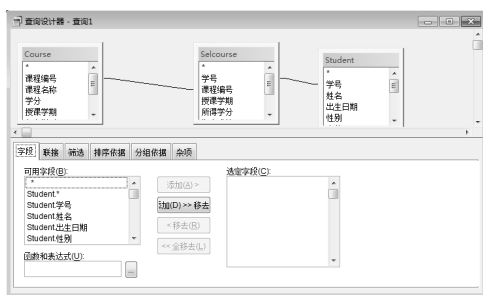 查询设计器 - 查询1
Course
*
课程编号
课程名称
学分
授课学期
Selcourse
*
学号
课程编号
授课学期
所得学分
Student
*
学号
姓名
出生日期
性别
字段 联接 筛选 排序依据 分组依据 杂项
可用字段(B):
*
Student.*
Student.学号
Student.姓名
Student.出生日期
Student.性别
添加(A) >
加(D) >> 移去
< 移去(R)
<< 全移去(L)
选定字段(C):
函数和表达式(U):
...